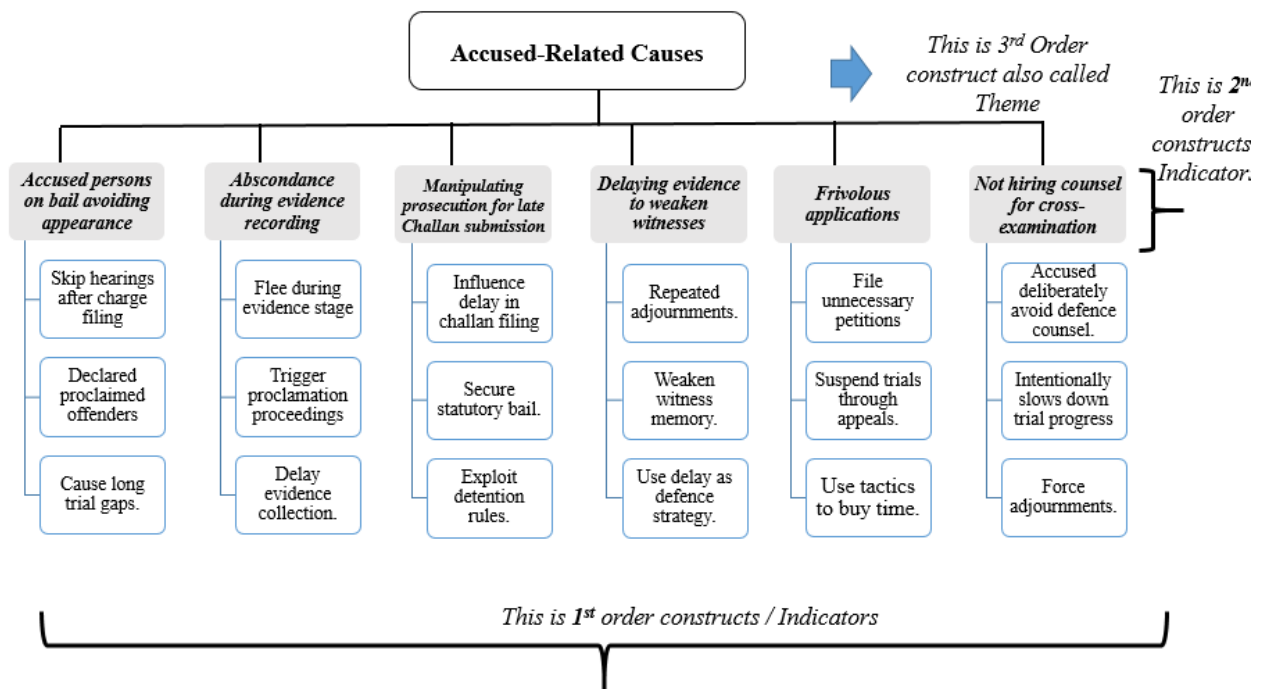 Accused-Related Causes
This is 3rd Order
construct also called
Theme
This is 2n
order
constructs
Indicator
Accused persons
on bail avoiding
appearance
Abscondance
during evidence
recording
Manipulating
prosecution for late
Challan submission
Delaying evidence
to weaken
witnesses
Frivolous
applications
Not hiring counsel
for cross-
examination
Skip hearings
after charge
filing
Flee during
evidence stage
Influence
delay in
challan filing
Repeated
adjournments.
File
unnecessary
petitions
Accused
deliberately
avoid defence
counsel.
Declared
proclaimed
offenders
Trigger
proclamation
proceedings
Secure
statutory bail.
Weaken
witness
memory.
Suspend trials
through
appeals.
Intentionally
slows down
trial progress
Cause long
trial gaps.
Delay
evidence
collection.
Exploit
detention
rules.
Use delay as
defence
strategy.
Use tactics
to buy time.
Force
adjournments.
This is 1st order constructs / Indicators